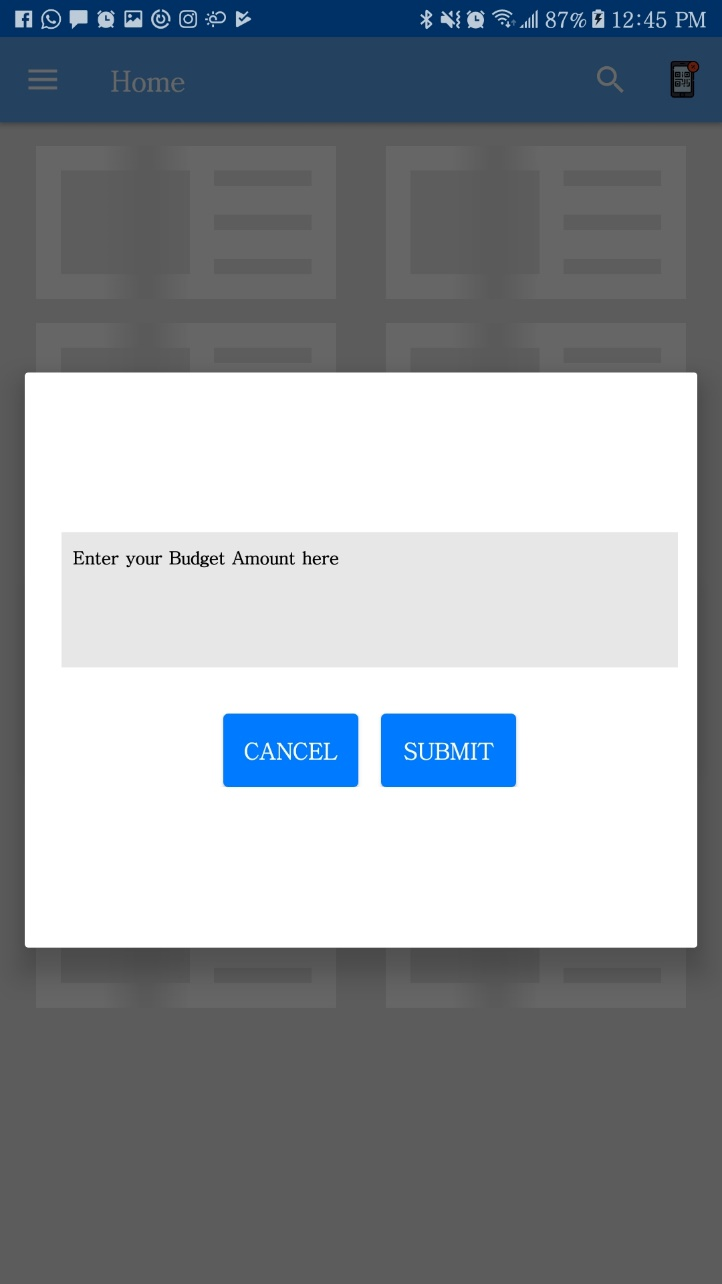 87% 12:45 PM
Home
Enter your Budget Amount here
CANCEL SUBMIT